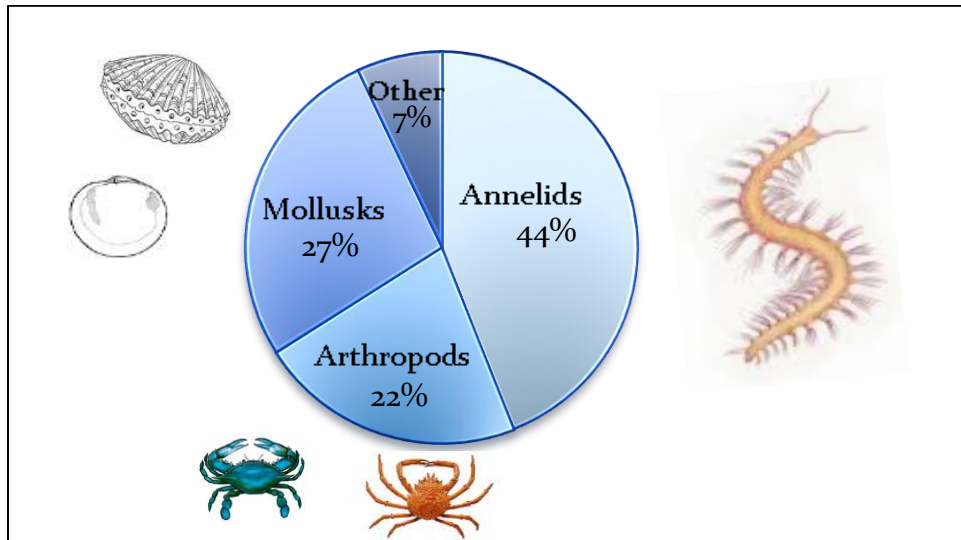 Other
7%
Annelids
44%
Mollusks
27%
Arthropods
22%